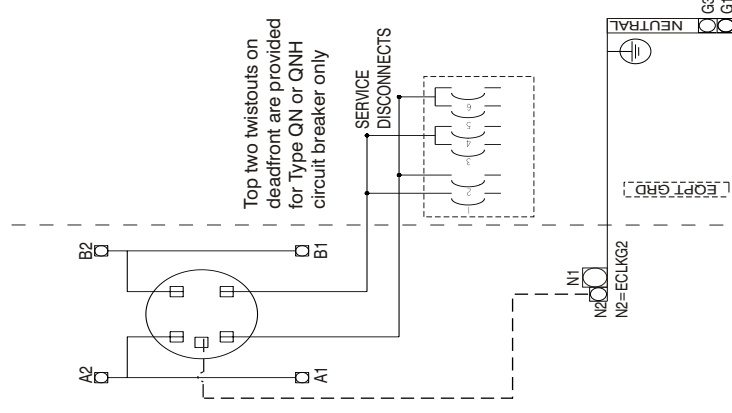 Top two twistouts on
deadfront are provided
for Type QN or QNH
circuit breaker only
SERVICE
DISCONNECTS
A2
B2
A1
B1
1
2
3
4
5
6
N1
N2
N2=ECLKG2
EQPT GRD
NEUTRAL
G3
G1